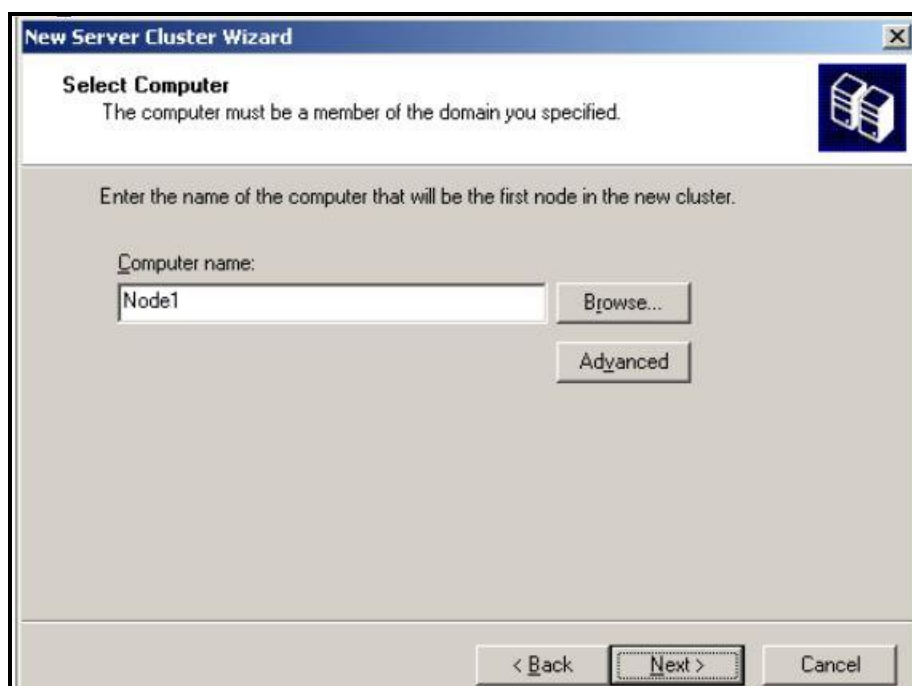 New Server Cluster Wizard
Select Computer
The computer must be a member of the domain you specified.
Enter the name of the computer that will be the first node in the new cluster.
Computer name:
Node1
Browse...
Advanced
< Back
Next >
Cancel